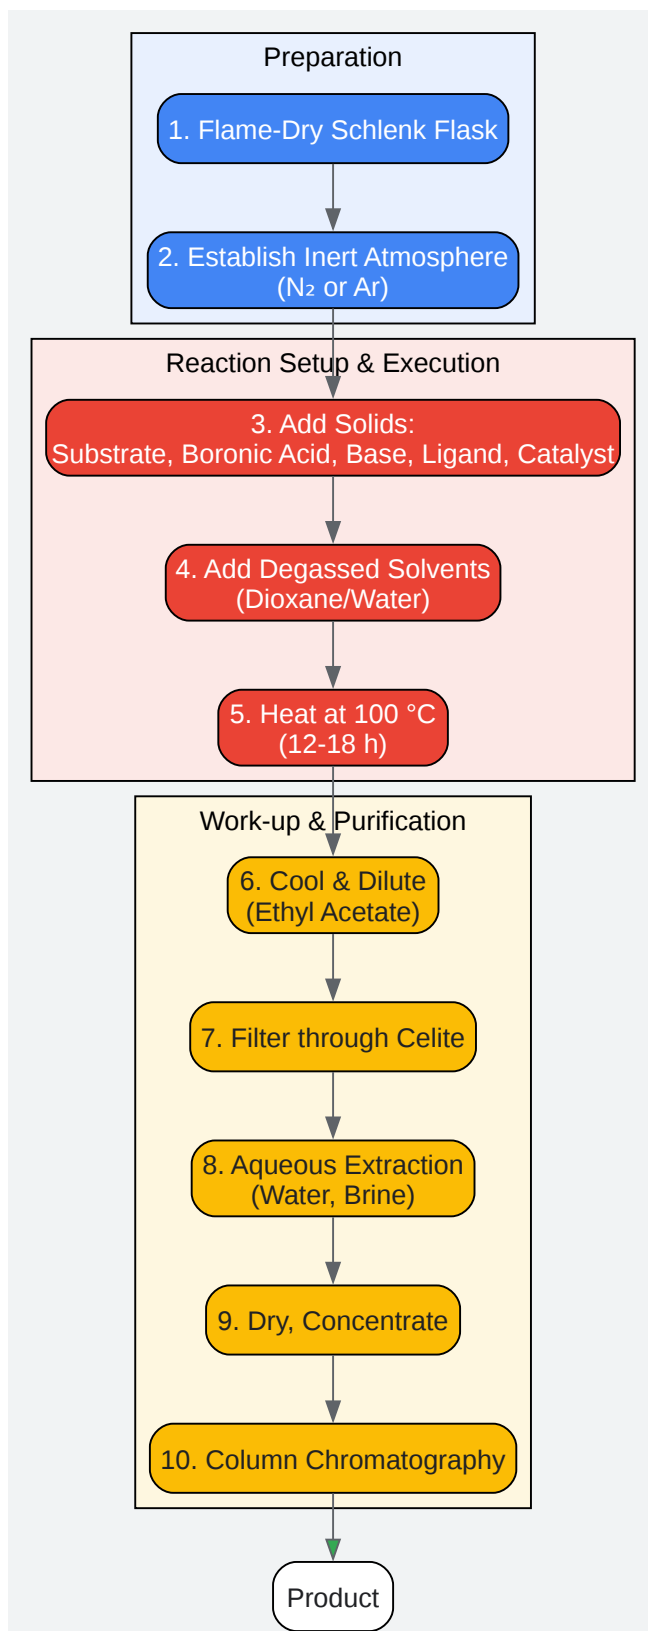 Preparation
1. Flame-Dry Schlenk Flask
2. Establish Inert Atmosphere
(N₂ or Ar)
Reaction Setup & Execution
3. Add Solids:
Substrate, Boronic Acid, Base, Ligand, Catalyst
4. Add Degassed Solvents
(Dioxane/Water)
5. Heat at 100 °C
(12-18 h)
Work-up & Purification
6. Cool & Dilute
(Ethyl Acetate)
7. Filter through Celite
8. Aqueous Extraction
(Water, Brine)
9. Dry, Concentrate
10. Column Chromatography
Product